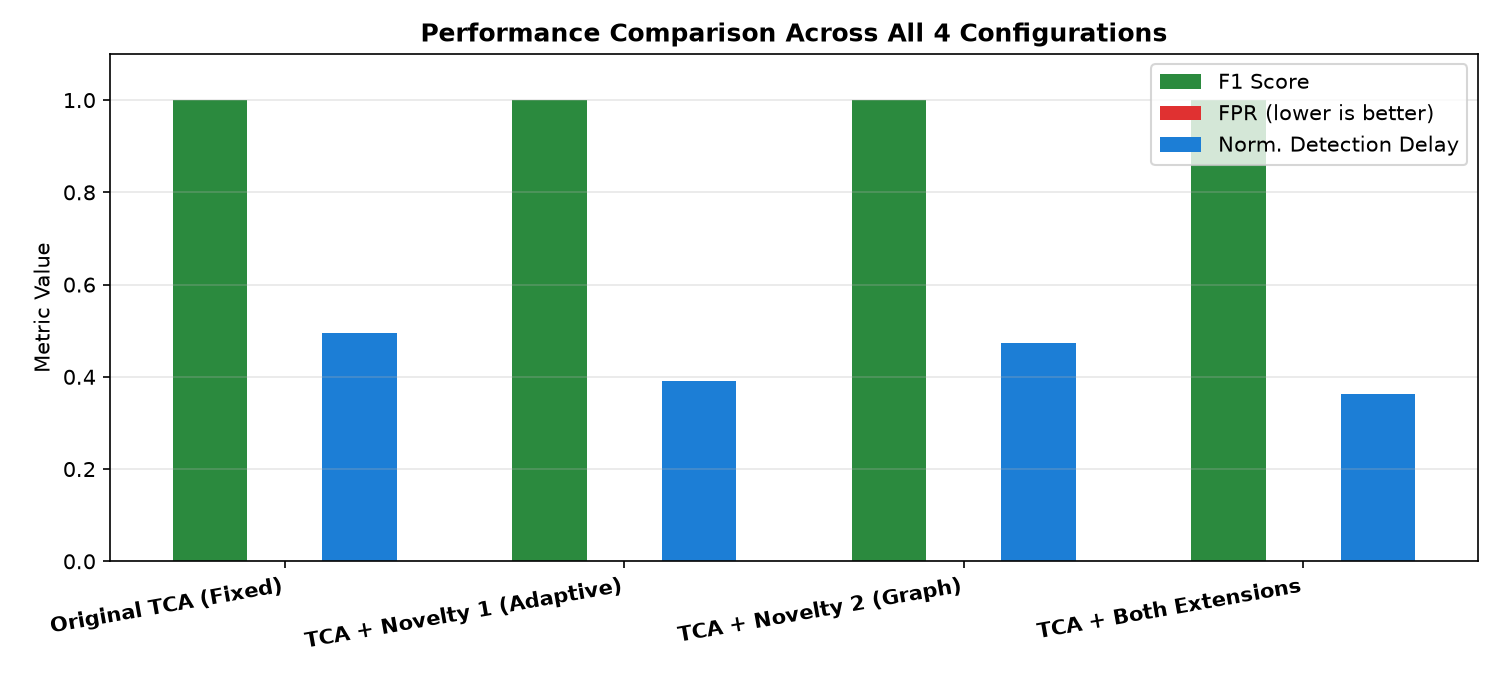 Performance Comparison Across All 4 Configurations
F1 Score
FPR (lower is better)
Norm. Detection Delay
Metric Value
1.0
0.8
0.6
0.4
0.2
0.0
Original TCA (Fixed)
TCA + Novelty 1 (Adaptive)
TCA + Novelty 2 (Graph)
TCA + Both Extensions